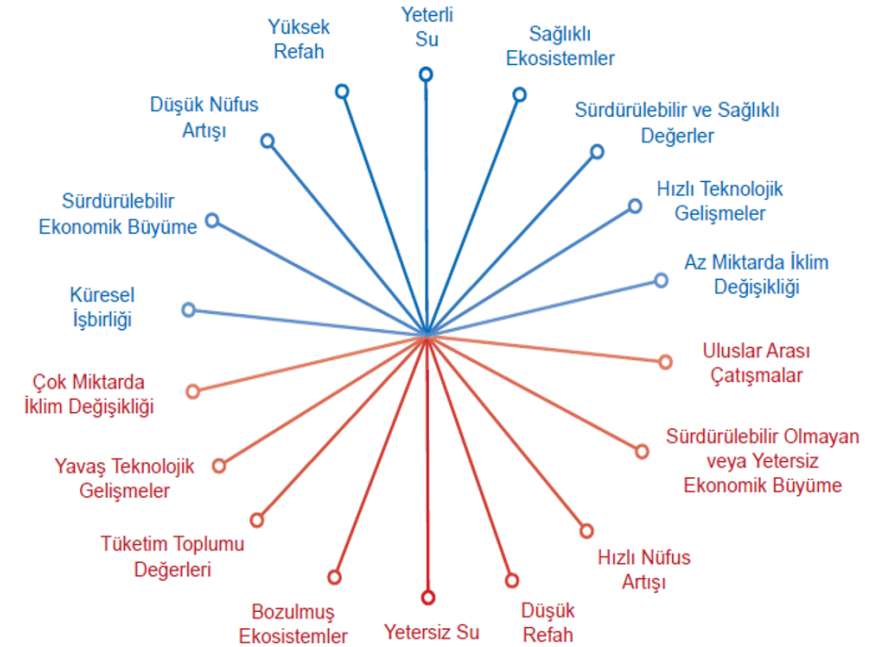 Yeterli
Su
Yüksek
Refah
Sağlıklı
Ekosistemler
Düşük Nüfus
Artışı
Sürdürülebilir ve Sağlıklı
Değerler
Sürdürülebilir
Ekonomik Büyüme
Hızlı Teknolojik
Gelişmeler
Küresel
İşbirliği
Az Miktarda İklim
Değişikliği
Çok Miktarda
İklim Değişikliği
Uluslar Arası
Çatışmalar
Yavaş Teknolojik
Gelişmeler
Sürdürülebilir Olmayan
veya Yetersiz
Ekonomik Büyüme
Tüketim Toplumu
Değerleri
Hızlı Nüfus
Artışı
Bozulmuş
Ekosistemler
Yetersiz Su
Düşük
Refah